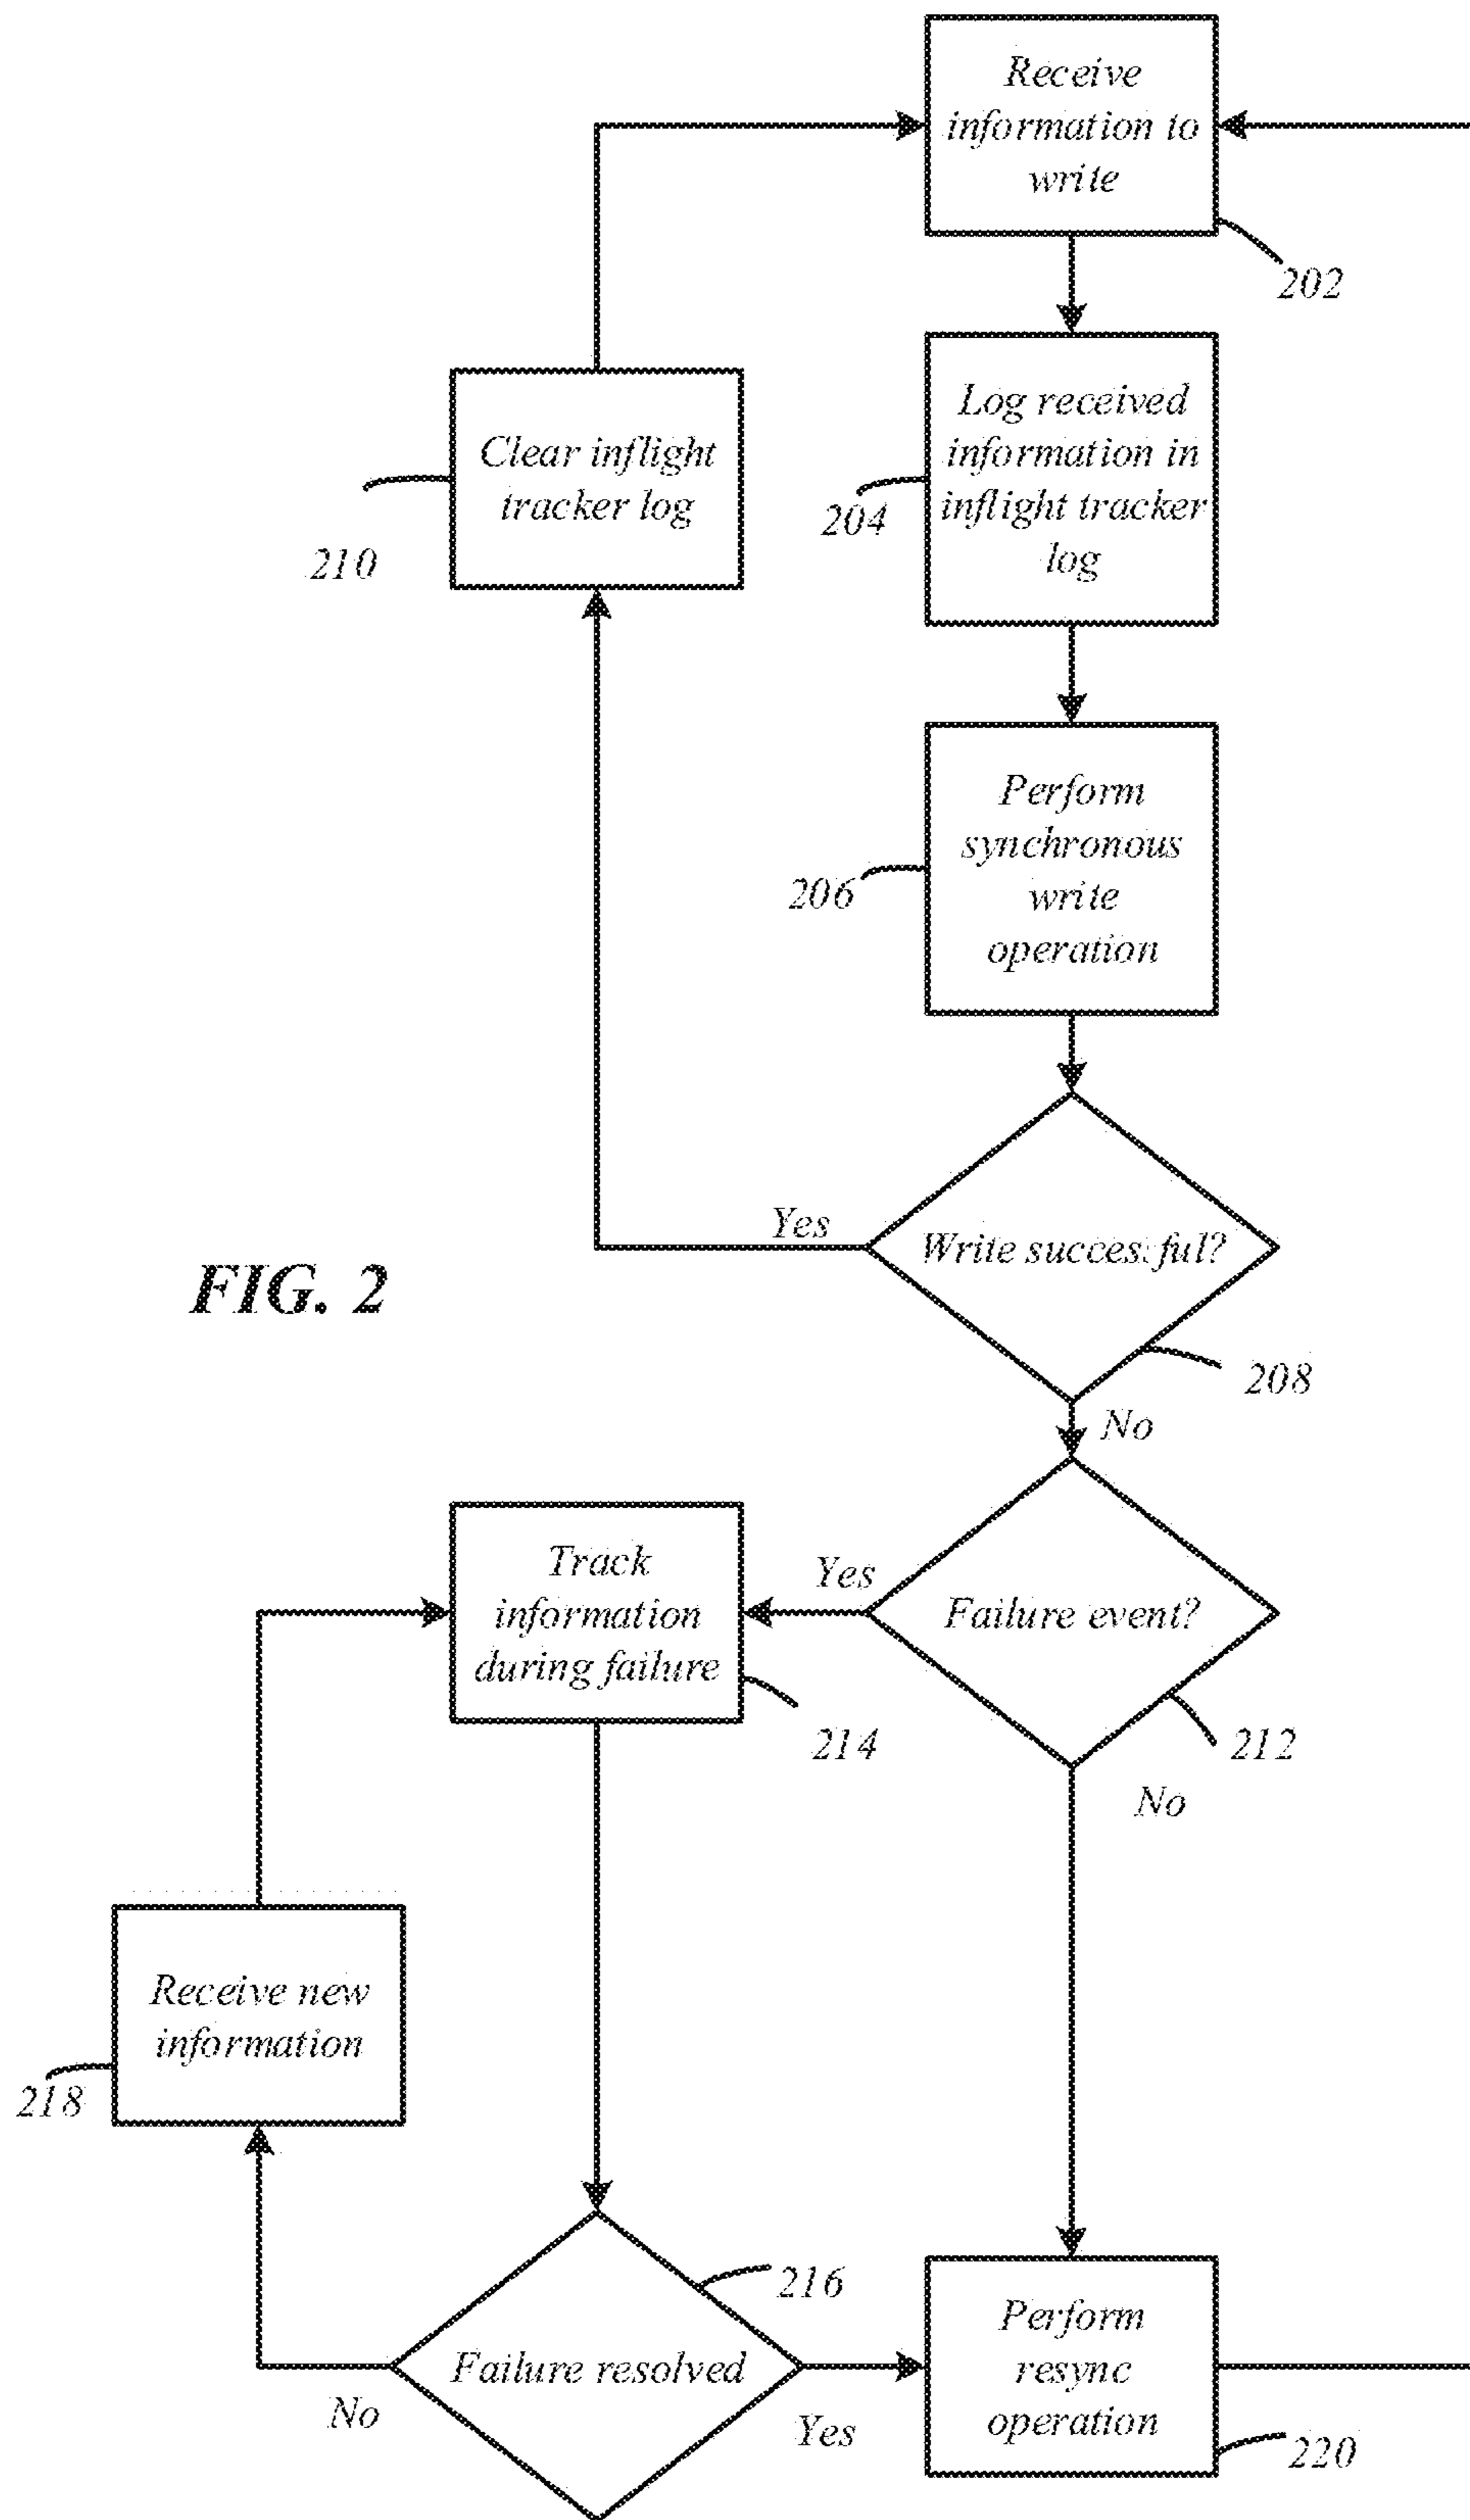 Receive
information to
write
202
Log received
information in
inflight tracker
log
204
Clear inflight
tracker log
210
Perform
synchronous
write
operation
206
Yes
Write successful?
FIG. 2
208
No
Track
information
during failure
Yes
Failure event?
214
212
No
Receive new
information
218
216
Failure resolved
No
Yes
Perform
resync
operation
220